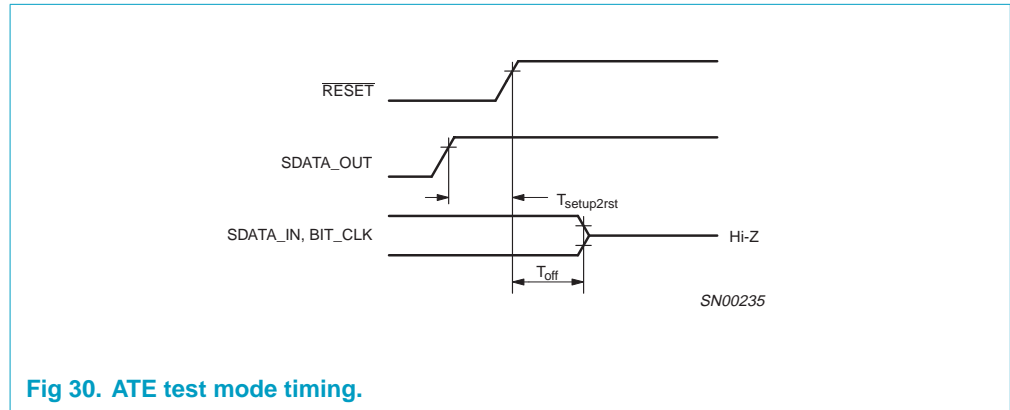 RESET
SDATA_OUT
Tsetup2rst
SDATA_IN, BIT_CLK
Hi-Z
Toff
SN00235
Fig 30. ATE test mode timing.